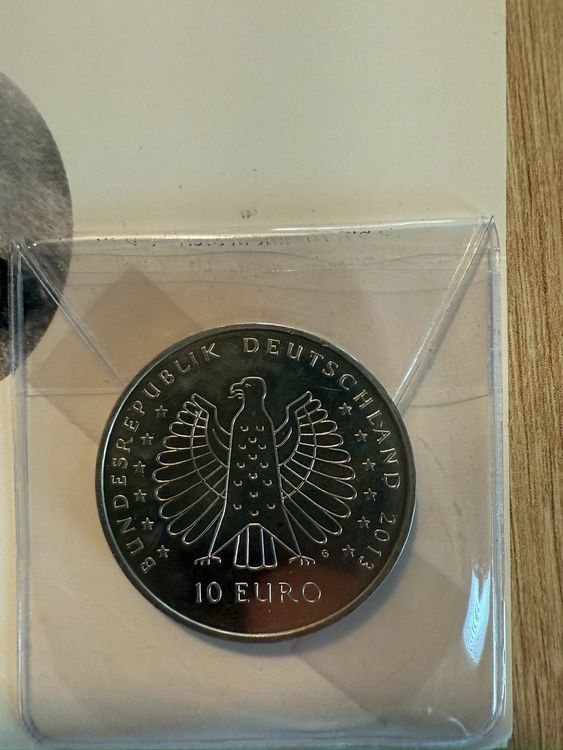 BUNDESREPUBLIK DEUTSCHLAND 2013
G
10 EURO